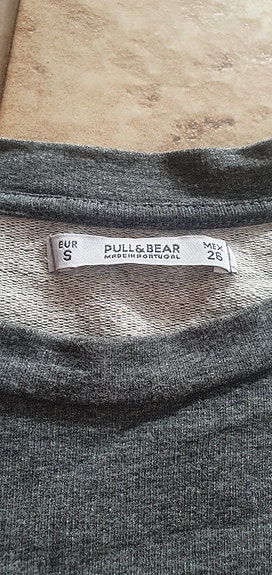 EUR
S
PULL&BEAR
MADE IN PORTUGAL
MEX
26